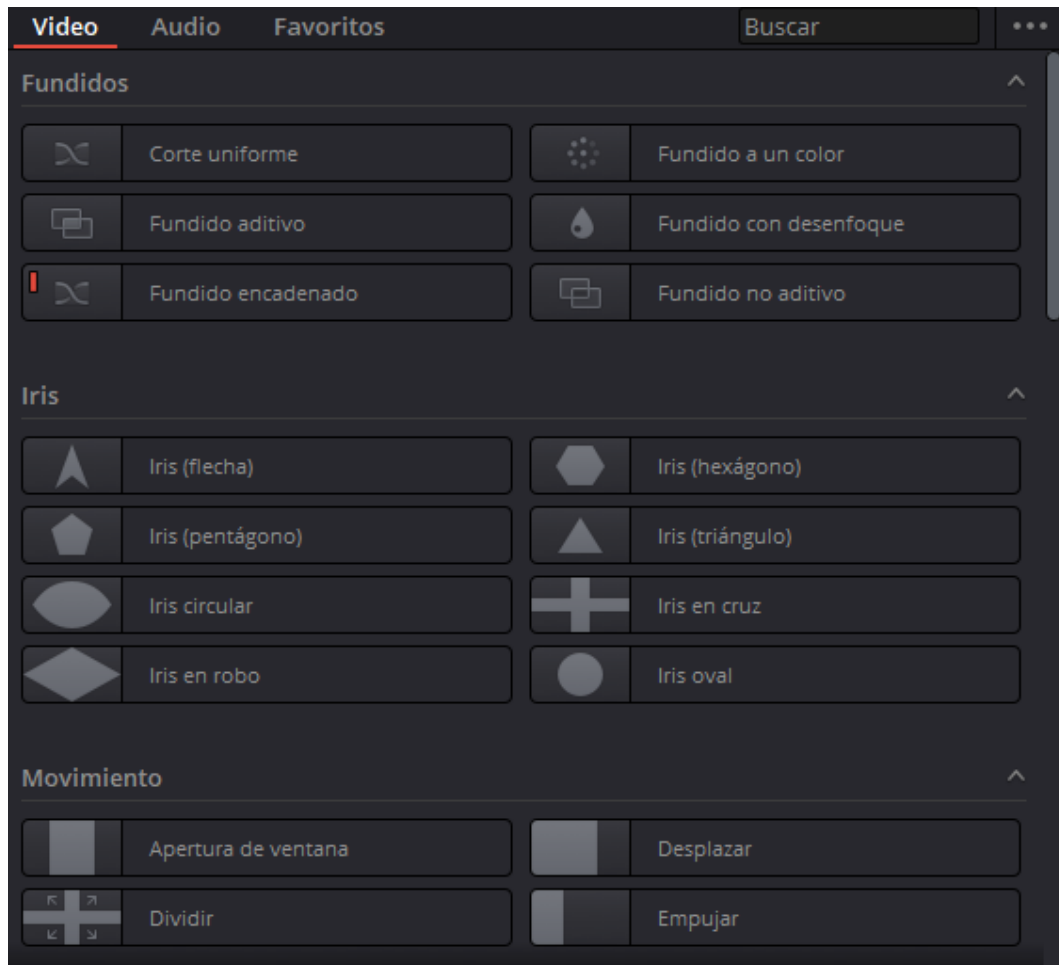 Video Audio Favoritos Buscar
Fundidos
Corte uniforme Fundido a un color
Fundido aditivo Fundido con desenfoque
Fundido encadenado Fundido no aditivo
Iris
Iris (flecha) Iris (hexágono)
Iris (pentágono) Iris (triángulo)
Iris circular Iris en cruz
Iris en robo Iris oval
Movimiento
Apertura de ventana Desplazar
Dividir Empujar